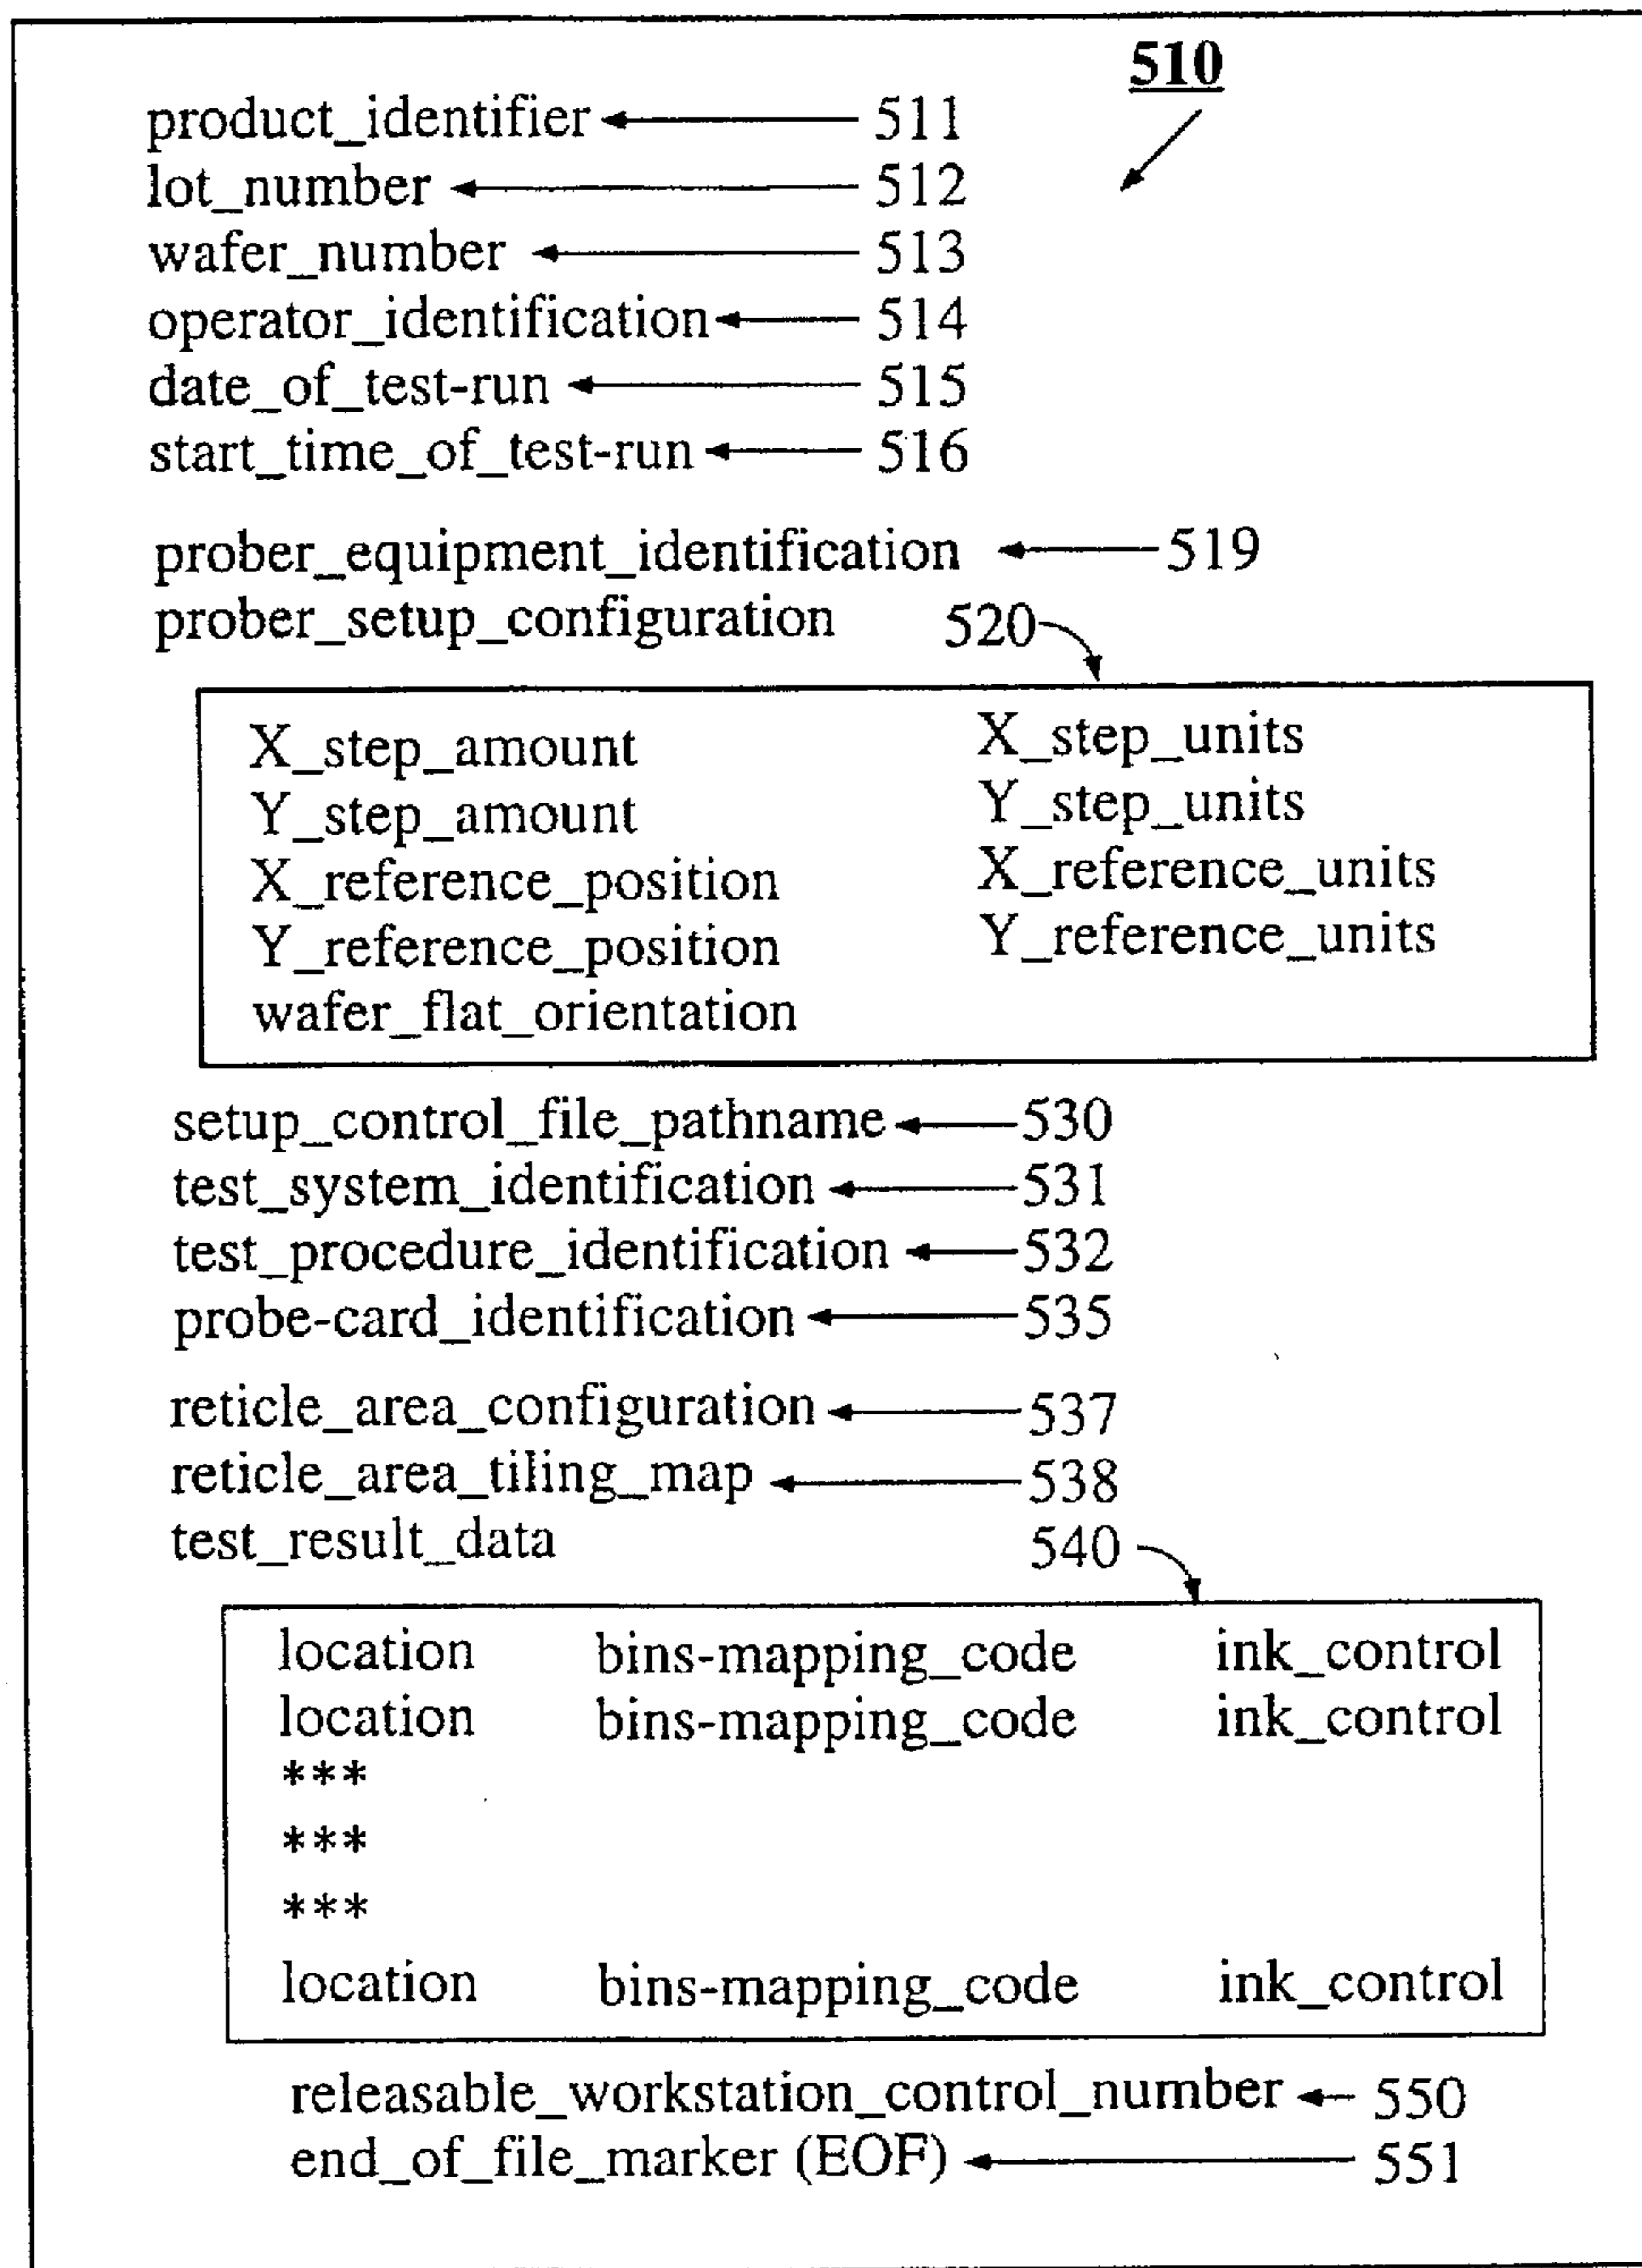 510
product_identifier 511
lot_number 512
wafer_number 513
operator_identification 514
date_of_test-run 515
start_time_of_test-run 516
prober_equipment_identification 519
prober_setup_configuration 520
X_step_amount X_step_units
Y_step_amount Y_step_units
X_reference_position X_reference_units
Y_reference_position Y_reference_units
wafer_flat_orientation
setup_control_file_pathname 530
test_system_identification 531
test_procedure_identification 532
probe-card_identification 535
reticle_area_configuration 537
reticle_area_tiling_map 538
test_result_data 540
location bins-mapping_code ink_control
location bins-mapping_code ink_control
***
***
***
location bins-mapping_code ink_control
releasable_workstation_control_number 550
end_of_file_marker (EOF) 551